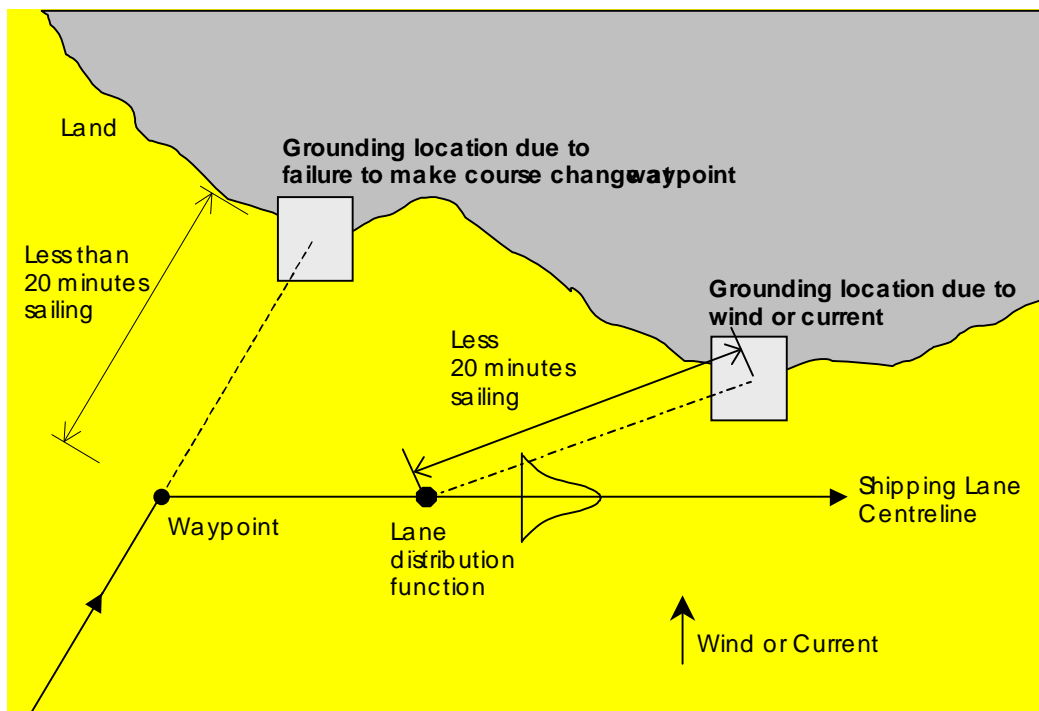 Land
Grounding location due to
failure to make course change at waypoint
Less than
20 minutes
sailing
Grounding location due to
wind or current
Less
20 minutes
sailing
Waypoint
Lane
distribution
function
Shipping Lane
Centreline
Wind or Current